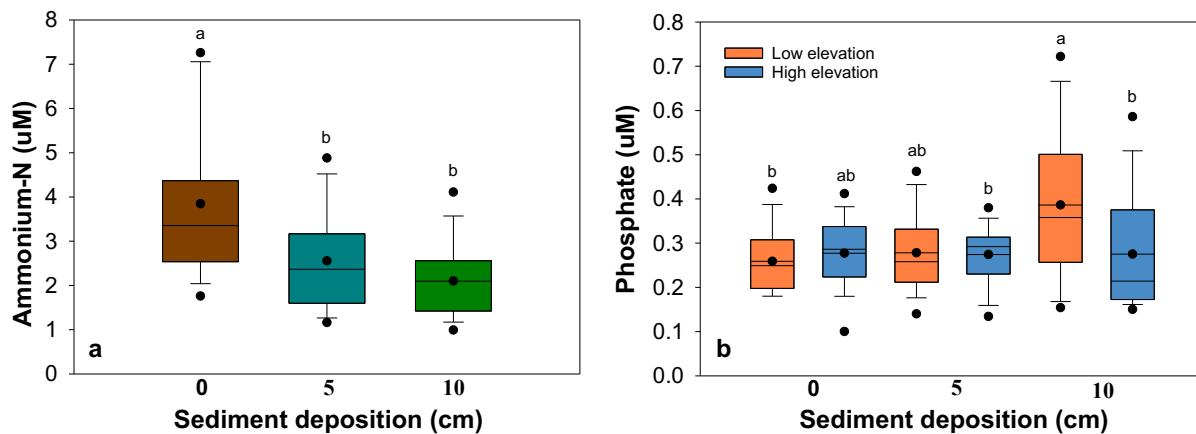 8
7
6
5
4
3
2
1
0
Ammonium-N (uM)
a
b
b
a
0 5 10
Sediment deposition (cm)
0.8
0.7
0.6
0.5
0.4
0.3
0.2
0.1
0.0
Phosphate (uM)
Low elevation
High elevation
b
ab
ab
b
a
b
b
0 5 10
Sediment deposition (cm)